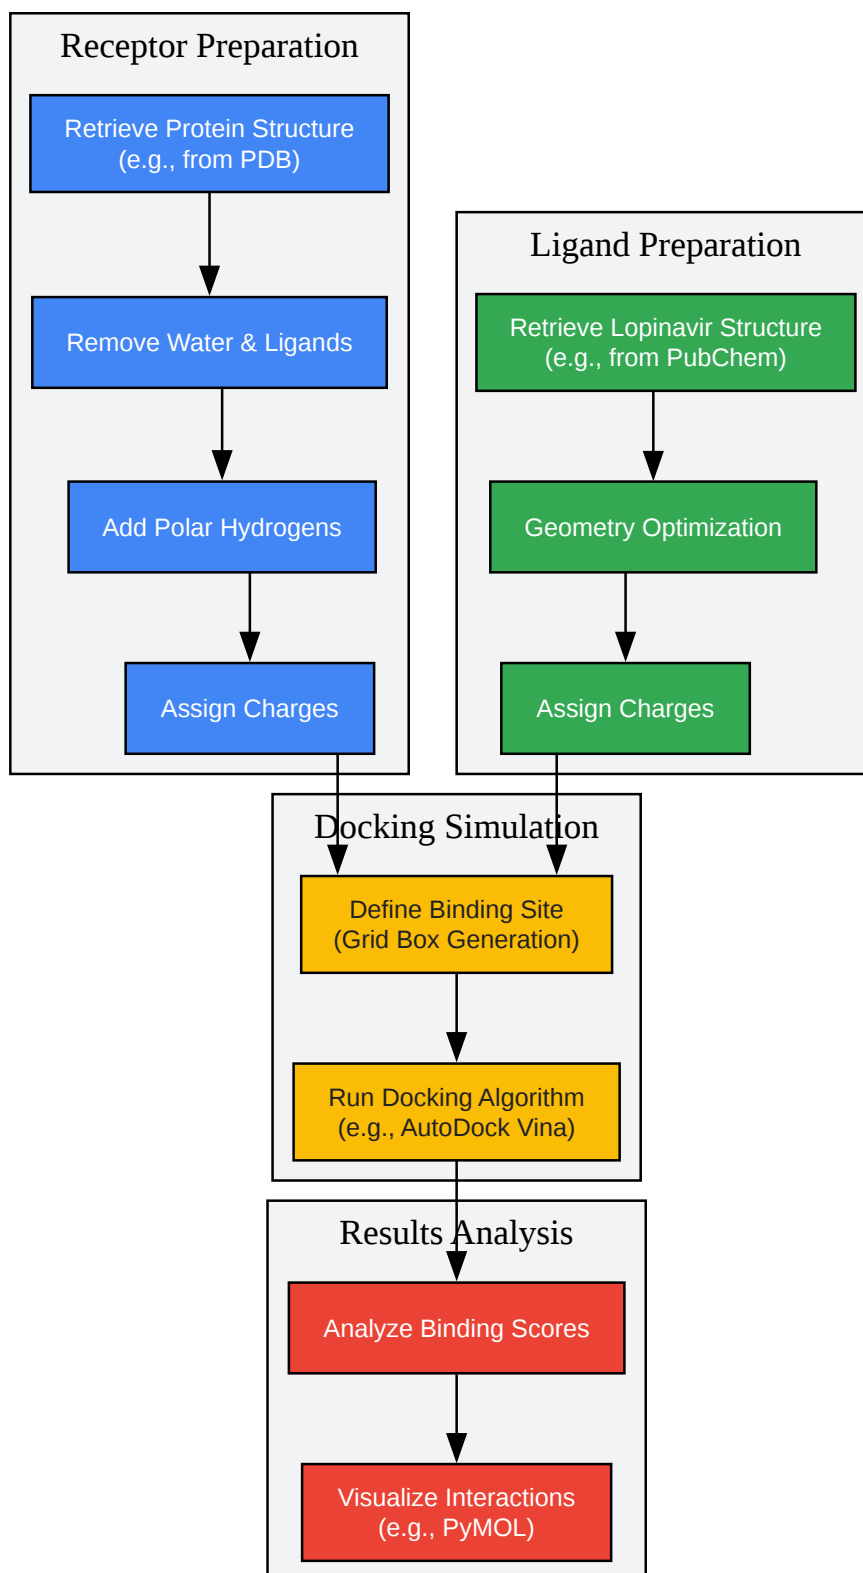 Receptor Preparation
Retrieve Protein Structure
(e.g., from PDB)
Remove Water & Ligands
Add Polar Hydrogens
Assign Charges
Ligand Preparation
Retrieve Lopinavir Structure
(e.g., from PubChem)
Geometry Optimization
Assign Charges
Docking Simulation
Define Binding Site
(Grid Box Generation)
Run Docking Algorithm
(e.g., AutoDock Vina)
Results Analysis
Analyze Binding Scores
Visualize Interactions
(e.g., PyMOL)